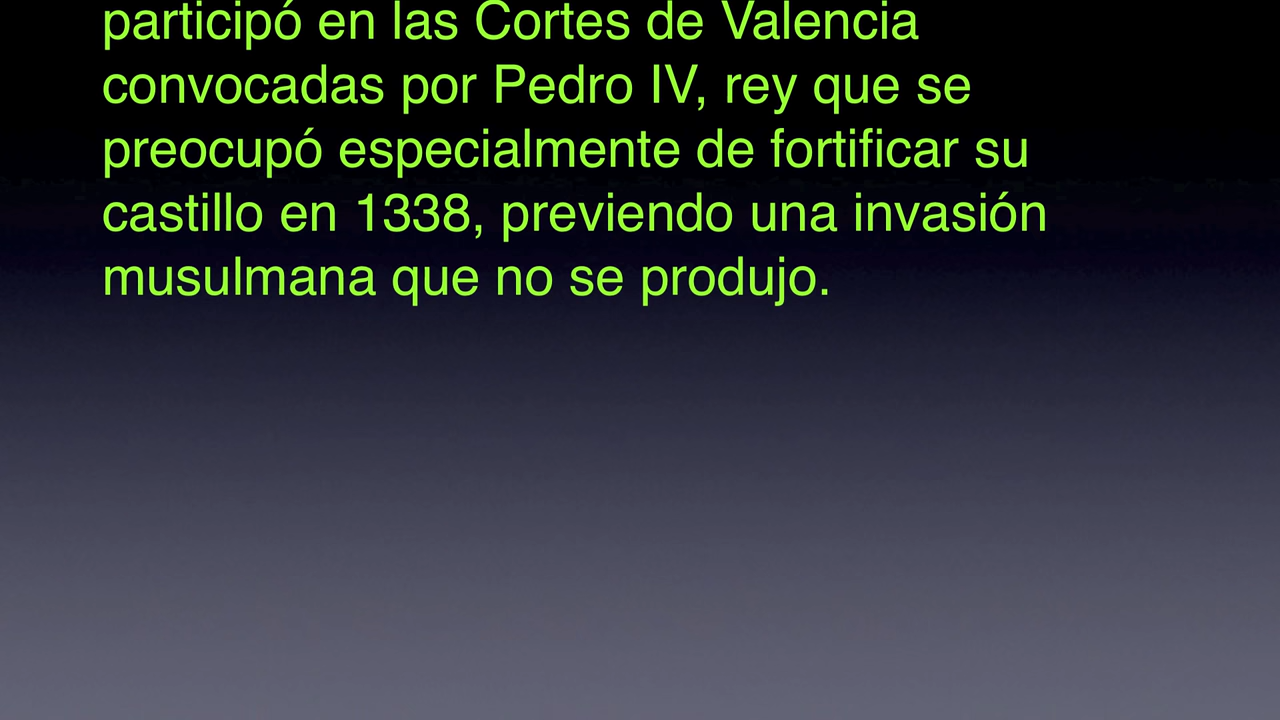 participó en las Cortes de Valencia
convocadas por Pedro IV, rey que se
preocupó especialmente de fortificar su
castillo en 1338, previendo una invasión
musulmana que no se produjo.